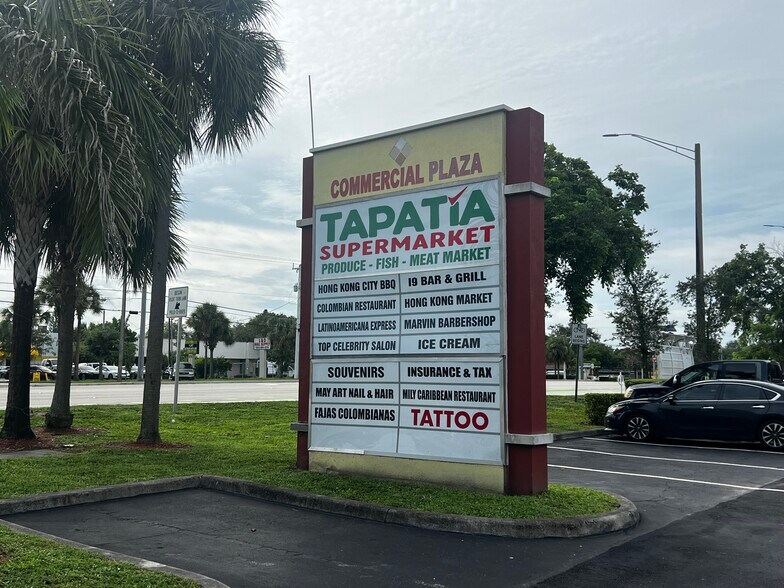 COMMERCIAL PLAZA
TAPATIA
SUPERMARKET
PRODUCE - FISH - MEAT MARKET
HONG KONG CITY BBQ
19 BAR & GRILL
COLOMBIAN RESTAURANT
HONG KONG MARKET
LATINOAMERICANA EXPRESS
MARVIN BARBERSHOP
TOP CELEBRITY SALON
ICE CREAM
SOUVENIRS
INSURANCE & TAX
MAY ART NAIL & HAIR
MILY CARIBBEAN RESTAURANT
FAJAS COLOMBIANAS
TATTOO